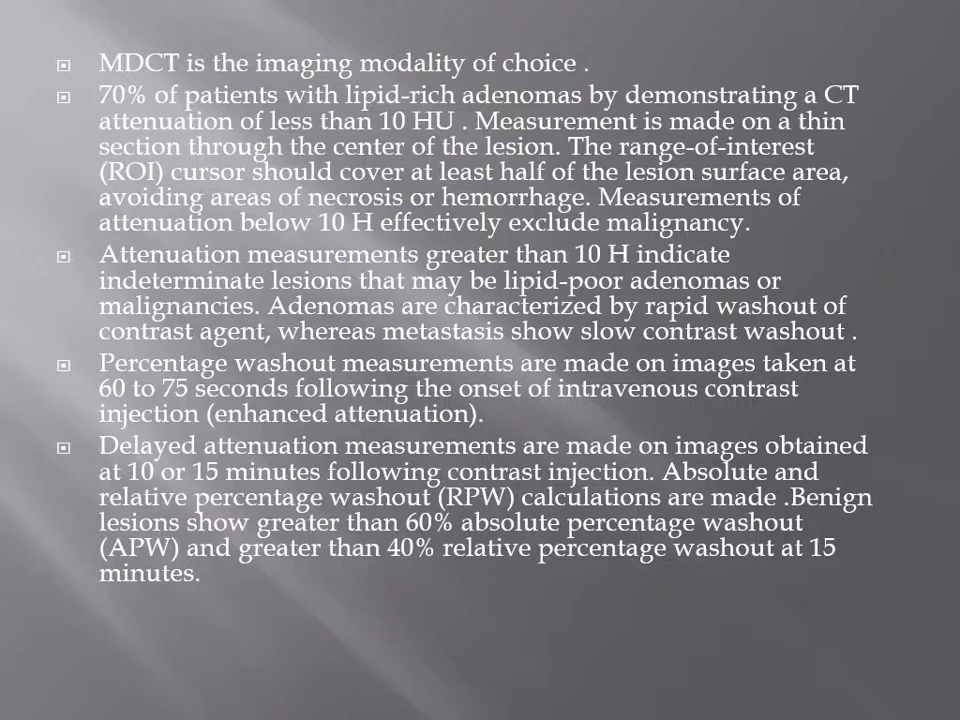 MDCT is the imaging modality of choice .
70% of patients with lipid-rich adenomas by demonstrating a CT
attenuation of less than 10 HU . Measurement is made on a thin
section through the center of the lesion. The range-of-interest
(ROI) cursor should cover at least half of the lesion surface area,
avoiding areas of necrosis or hemorrhage. Measurements of
attenuation below 10 H effectively exclude malignancy.
Attenuation measurements greater than 10 H indicate
indeterminate lesions that may be lipid-poor adenomas or
malignancies. Adenomas are characterized by rapid washout of
contrast agent, whereas metastasis show slow contrast washout .
Percentage washout measurements are made on images taken at
60 to 75 seconds following the onset of intravenous contrast
injection (enhanced attenuation).
Delayed attenuation measurements are made on images obtained
at 10 or 15 minutes following contrast injection. Absolute and
relative percentage washout (RPW) calculations are made .Benign
lesions show greater than 60% absolute percentage washout
(APW) and greater than 40% relative percentage washout at 15
minutes.